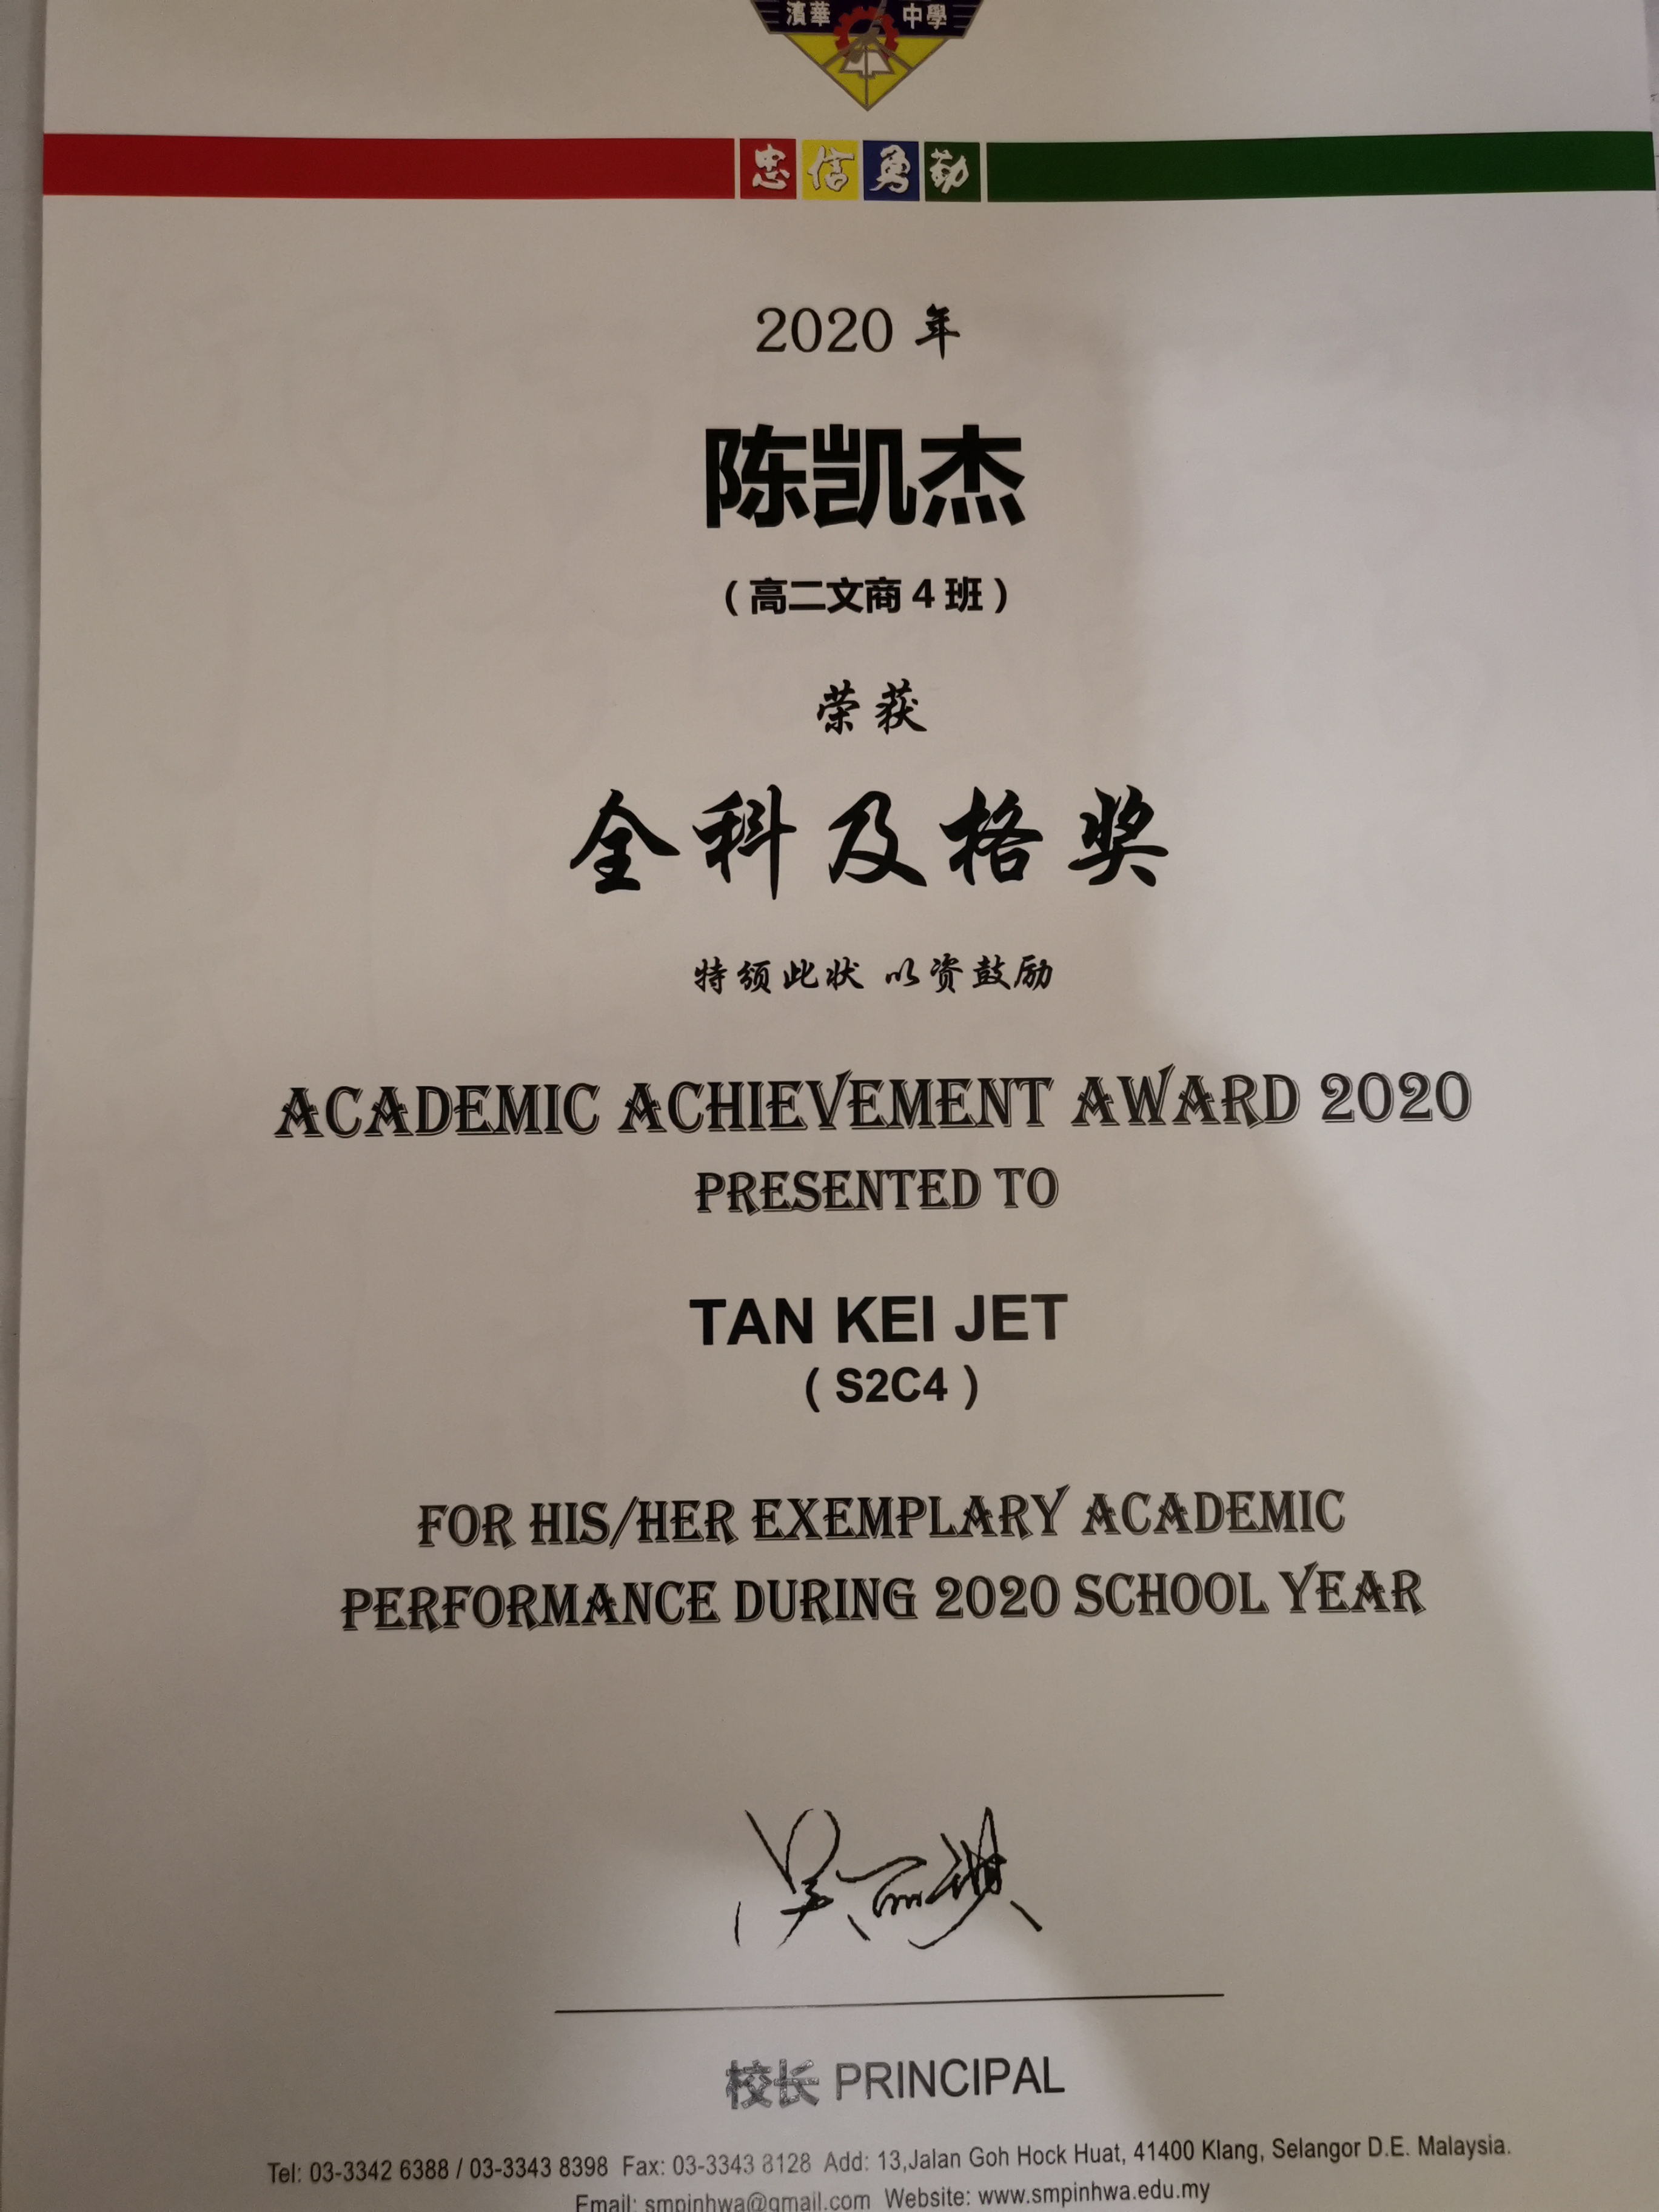 濱華 中學
忠信勇勤
2020 年
陈凯杰
（高二文商 4 班）
荣获
全科及格奖
特颁此状 以资鼓励
ACADEMIC ACHIEVEMENT AWARD 2020
PRESENTED TO
TAN KEI JET
( S2C4 )
FOR HIS/HER EXEMPLARY ACADEMIC
PERFORMANCE DURING 2020 SCHOOL YEAR
校长 PRINCIPAL
Tel: 03-3342 6388 / 03-3343 8398 Fax: 03-3343 8128 Add: 13,Jalan Goh Hock Huat, 41400 Klang, Selangor D.E. Malaysia.
Email: smpinhwa@gmail.com Website: www.smpinhwa.edu.my